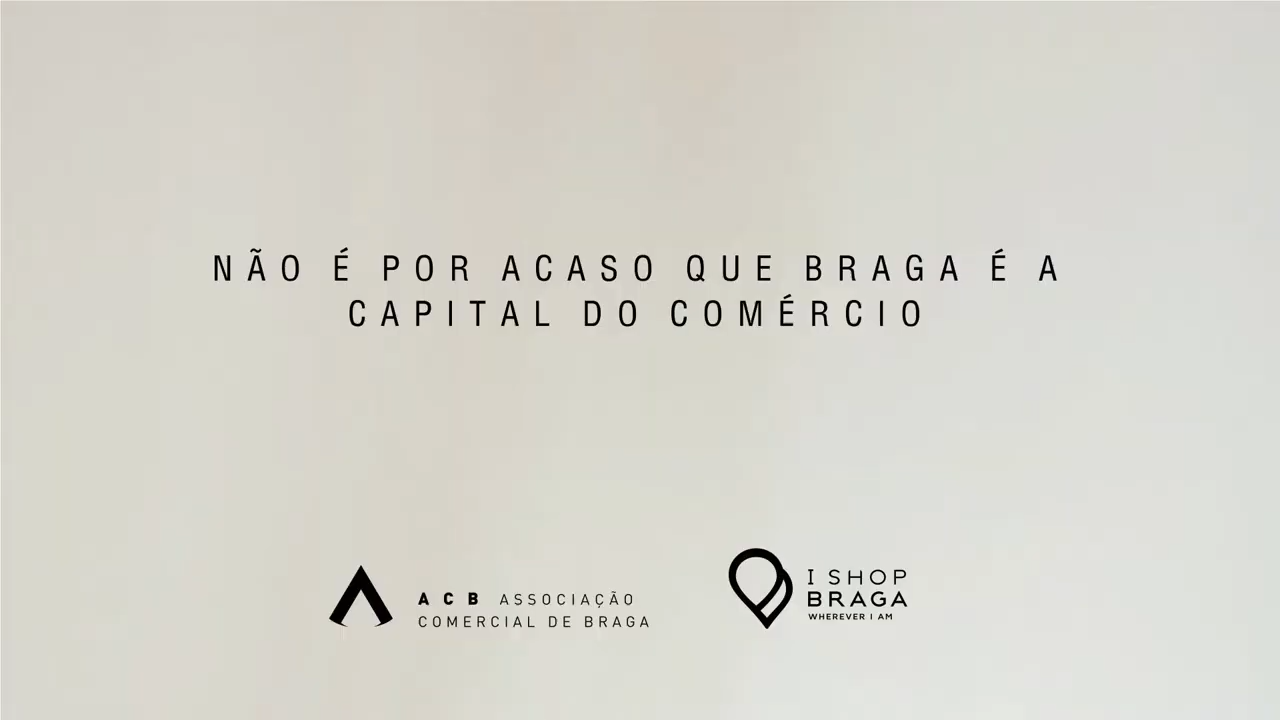 NÃO É POR ACASO QUE BRAGA É A
CAPITAL DO COMÉRCIO
ACB ASSOCIAÇÃO
COMERCIAL DE BRAGA
I SHOP
BRAGA
WHEREVER I AM